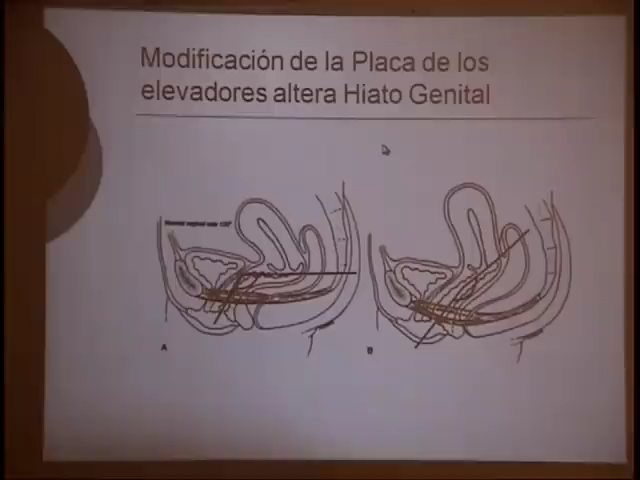 Modificación de la Placa de los
elevadores altera Hiato Genital
A
B